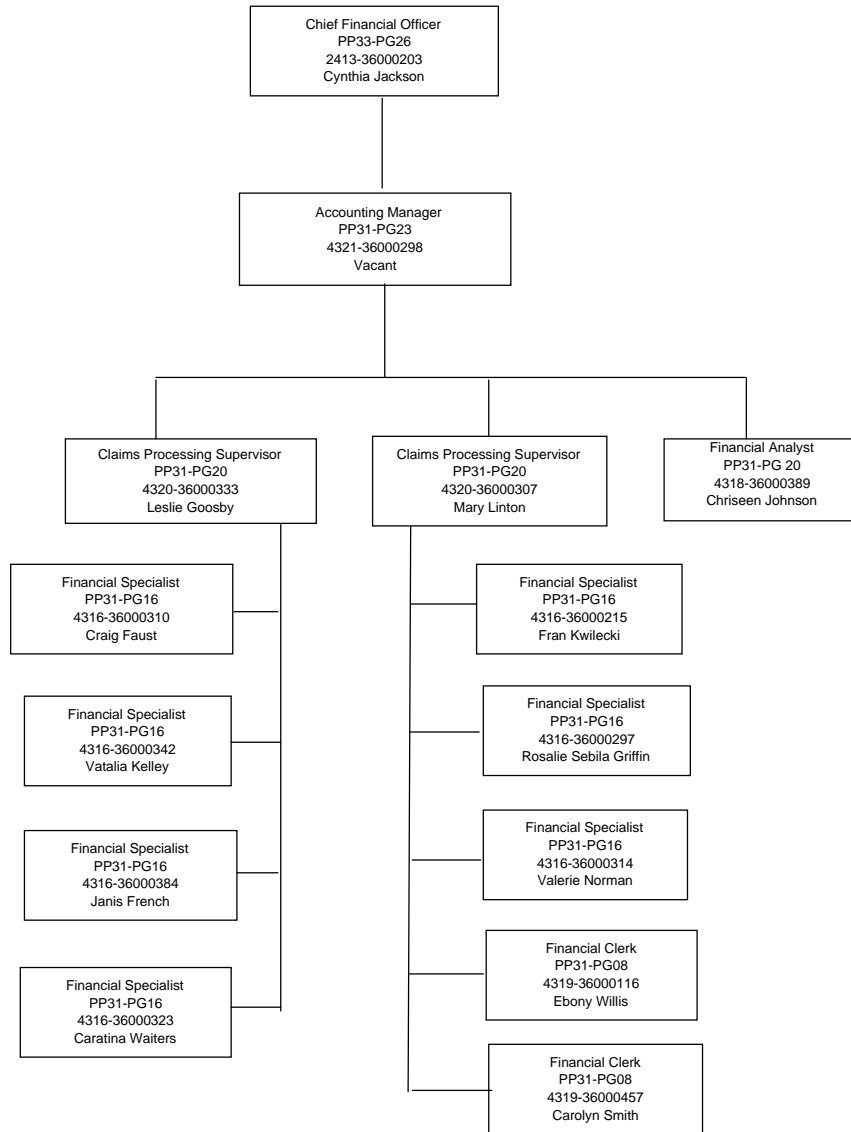 Chief Financial Officer
PP33-PG26
2413-36000203
Cynthia Jackson
Accounting Manager
PP31-PG23
4321-36000298
Vacant
Claims Processing Supervisor
PP31-PG20
4320-36000333
Leslie Goosby
Claims Processing Supervisor
PP31-PG20
4320-36000307
Mary Linton
Financial Analyst
PP31-PG 20
4318-36000389
Chriseen Johnson
Financial Specialist
PP31-PG16
4316-36000310
Craig Faust
Financial Specialist
PP31-PG16
4316-36000342
Vatalia Kelley
Financial Specialist
PP31-PG16
4316-36000384
Janis French
Financial Specialist
PP31-PG16
4316-36000323
Caratina Waiters
Financial Specialist
PP31-PG16
4316-36000215
Fran Kwilecki
Financial Specialist
PP31-PG16
4316-36000297
Rosalie Sebila Griffin
Financial Specialist
PP31-PG16
4316-36000314
Valerie Norman
Financial Clerk
PP31-PG08
4319-36000116
Ebony Willis
Financial Clerk
PP31-PG08
4319-36000457
Carolyn Smith